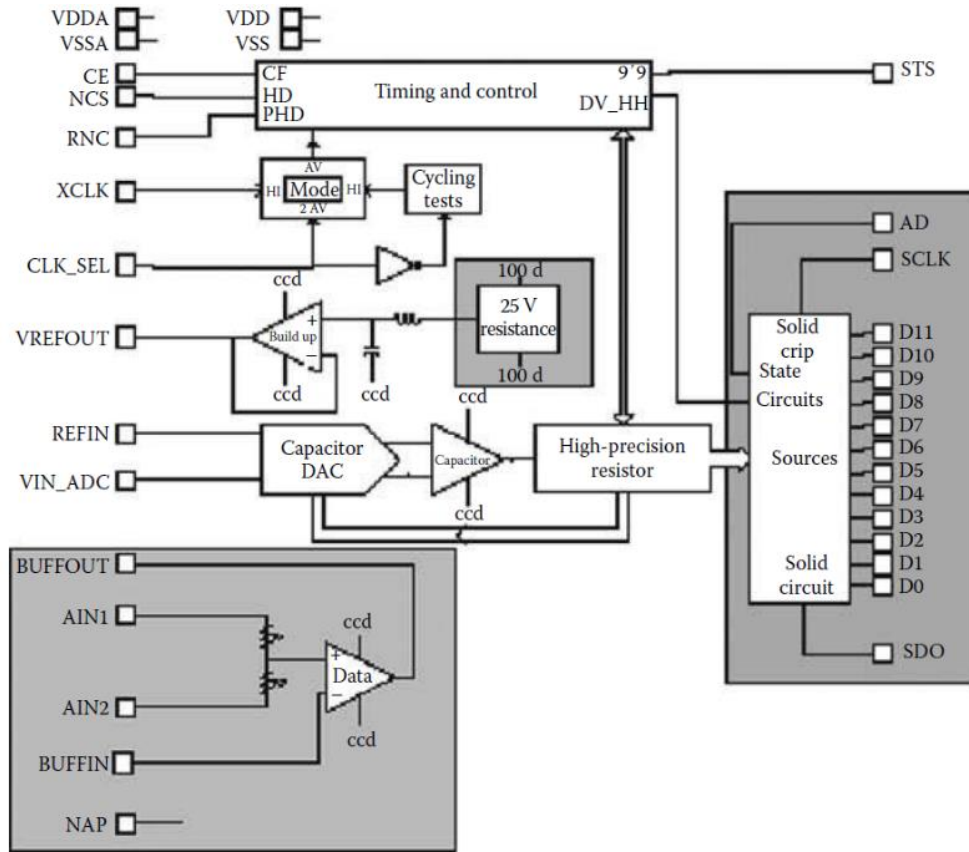 VDDA
VDD
VSSA
VSS
CE
CF
9'9
STS
NCS
HD
Timing and control
DV_HH
PHD
RNC
AV
XCLK
HI
Mode
HI
2 AV
Cycling
tests
AD
CLK_SEL
SCLK
ccd
100 d
25 V
resistance
100 d
VREFOUT
+
Build up
−
ccd
ccd
Solid
crip
State
Circuits
Sources
Solid
circuit
D11
D10
D9
D8
D7
D6
D5
D4
D3
D2
D1
D0
SDO
REFIN
VIN_ADC
Capacitor
DAC
ccd
Capacitor
ccd
High-precision
resistor
BUFFOUT
AIN1
ccd
+
Data
−
ccd
AIN2
BUFFIN
NAP